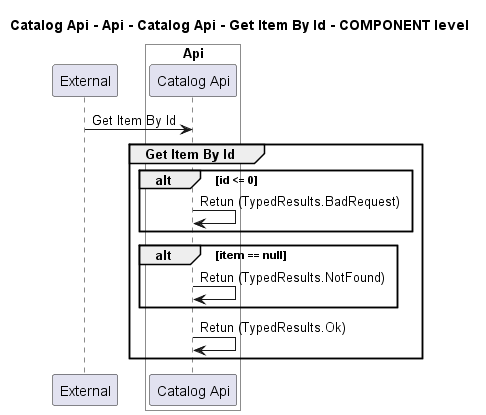 Catalog Api - Api - Catalog Api - Get Item By Id - COMPONENT level
Api
External
Catalog Api
Get Item By Id
Get Item By Id
alt [id <= 0]
Retun (TypedResults.BadRequest)
alt [item == null]
Retun (TypedResults.NotFound)
Retun (TypedResults.Ok)
External
Catalog Api